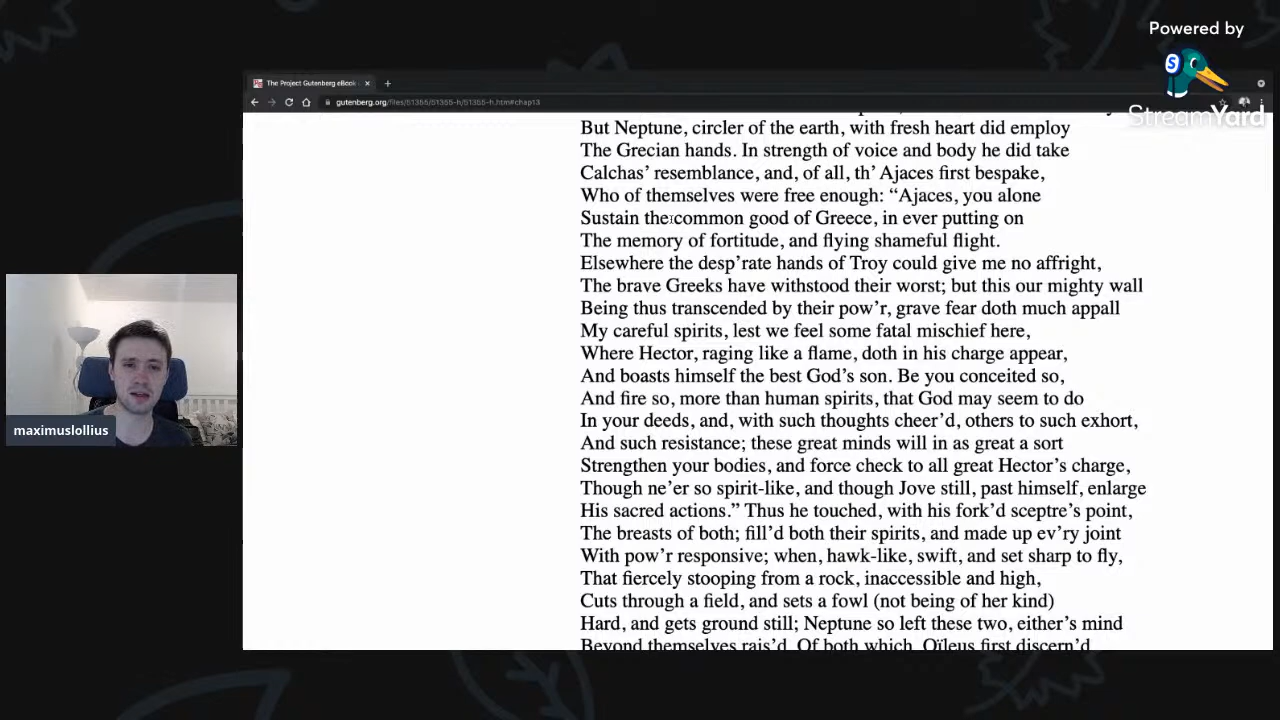 Powered by
StreamYard
The Project Gutenberg eBook
gutenberg.org/files/51355/51355-h/51355-h.htm#chap13
But Neptune, circler of the earth, with fresh heart did employ
The Grecian hands. In strength of voice and body he did take
Calchas’ resemblance, and, of all, th’ Ajaces first bespake,
Who of themselves were free enough: “Ajaces, you alone
Sustain the common good of Greece, in ever putting on
The memory of fortitude, and flying shameful flight.
Elsewhere the desp’rate hands of Troy could give me no affright,
The brave Greeks have withstood their worst; but this our mighty wall
Being thus transcended by their pow’r, grave fear doth much appall
My careful spirits, lest we feel some fatal mischief here,
Where Hector, raging like a flame, doth in his charge appear,
And boasts himself the best God’s son. Be you conceited so,
And fire so, more than human spirits, that God may seem to do
In your deeds, and, with such thoughts cheer’d, others to such exhort,
And such resistance; these great minds will in as great a sort
Strengthen your bodies, and force check to all great Hector’s charge,
Though ne’er so spirit-like, and though Jove still, past himself, enlarge
His sacred actions.” Thus he touched, with his fork’d sceptre’s point,
The breasts of both; fill’d both their spirits, and made up ev’ry joint
With pow’r responsive; when, hawk-like, swift, and set sharp to fly,
That fiercely stooping from a rock, inaccessible and high,
Cuts through a field, and sets a fowl (not being of her kind)
Hard, and gets ground still; Neptune so left these two, either’s mind
Beyond themselves rais’d. Of both which, Oïleus first discern’d
maximuslollius